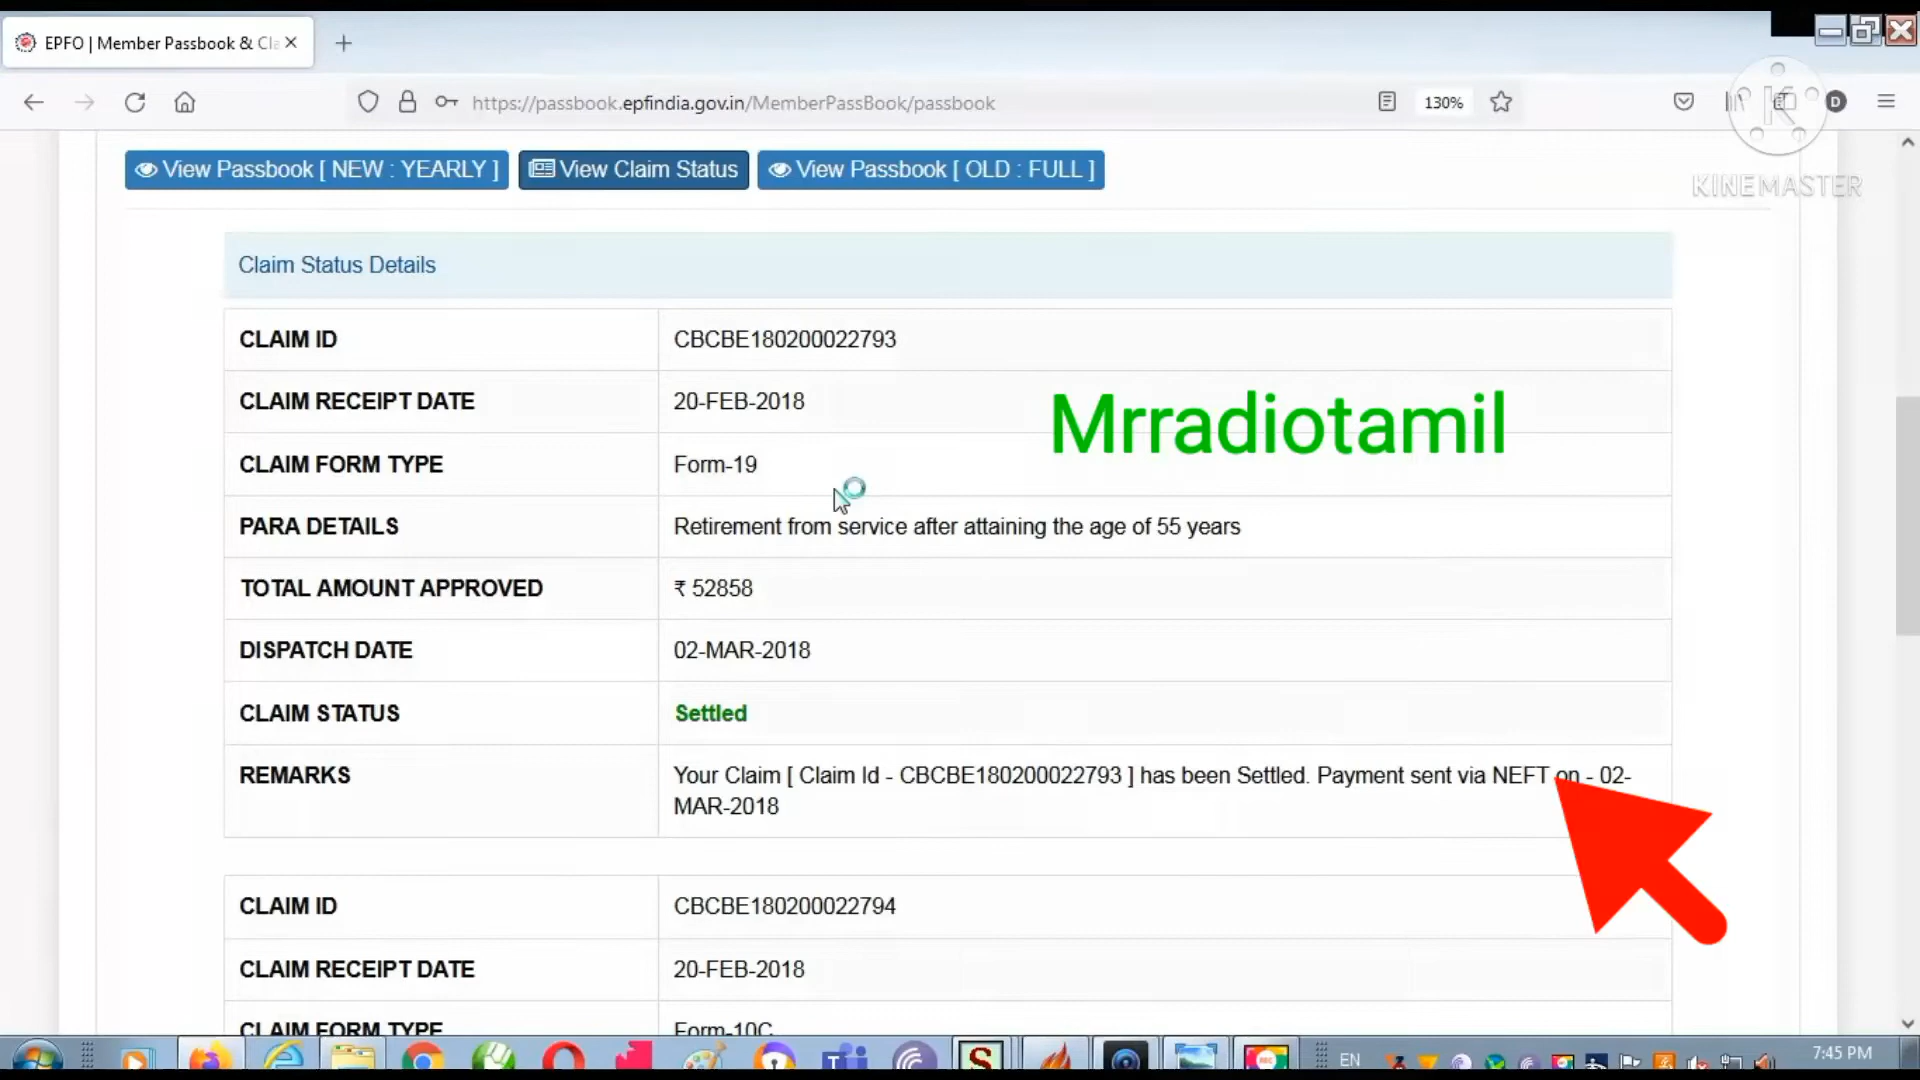 EPFO | Member Passbook & Cla
https://passbook.epfindia.gov.in/MemberPassBook/passbook
130%
D
K
KINEMASTER
View Passbook [ NEW : YEARLY ]
View Claim Status
View Passbook [ OLD : FULL ]
Claim Status Details
CLAIM ID
CBCBE180200022793
CLAIM RECEIPT DATE
20-FEB-2018
Mrradiotamil
CLAIM FORM TYPE
Form-19
PARA DETAILS
Retirement from service after attaining the age of 55 years
TOTAL AMOUNT APPROVED
₹ 52858
DISPATCH DATE
02-MAR-2018
CLAIM STATUS
Settled
REMARKS
Your Claim [ Claim Id - CBCBE180200022793 ] has been Settled. Payment sent via NEFT on - 02-
MAR-2018
CLAIM ID
CBCBE180200022794
CLAIM RECEIPT DATE
20-FEB-2018
CLAIM FORM TYPE
Form-10C
S
EN
7:45 PM